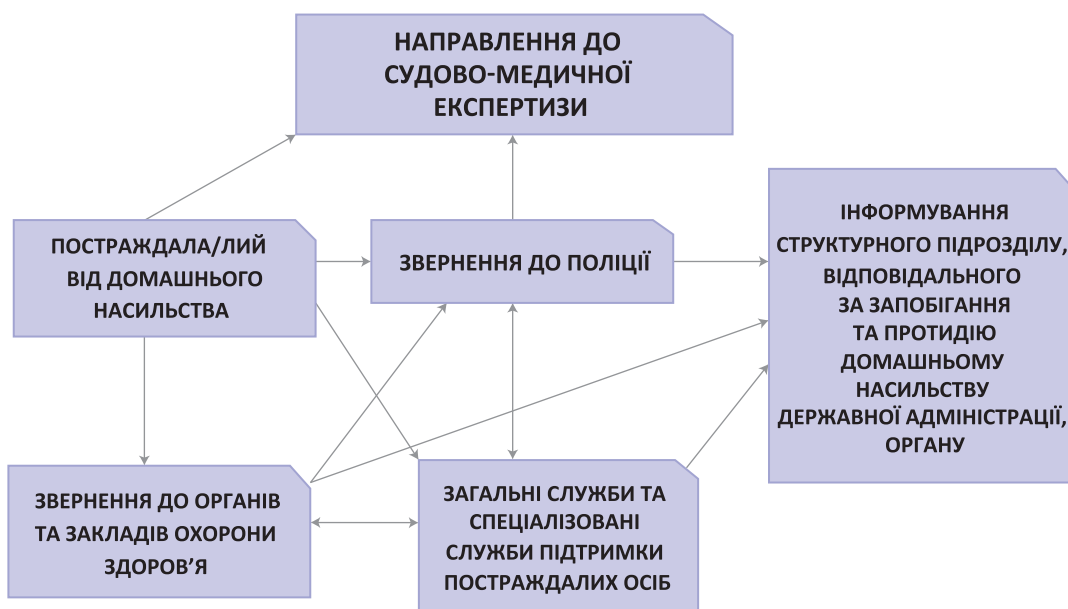 НАПРАВЛЕННЯ ДО
СУДОВО-МЕДИЧНОЇ
ЕКСПЕРТИЗИ
ПОСТРАЖДАЛА/ЛИЙ
ВІД ДОМАШНЬОГО
НАСИЛЬСТВА
ЗВЕРНЕННЯ ДО ПОЛІЦІЇ
ІНФОРМУВАННЯ
СТРУКТУРНОГО ПІДРОЗДІЛУ,
ВІДПОВІДАЛЬНОГО
ЗА ЗАПОБІГАННЯ
ТА ПРОТИДІЮ
ДОМАШНЬОМУ
НАСИЛЬСТВУ
ДЕРЖАВНОЇ АДМІНІСТРАЦІЇ,
ОРГАНУ
ЗВЕРНЕННЯ ДО ОРГАНІВ
ТА ЗАКЛАДІВ ОХОРОНИ
ЗДОРОВ’Я
ЗАГАЛЬНІ СЛУЖБИ ТА
СПЕЦІАЛІЗОВАНІ
СЛУЖБИ ПІДТРИМКИ
ПОСТРАЖДАЛИХ ОСІБ